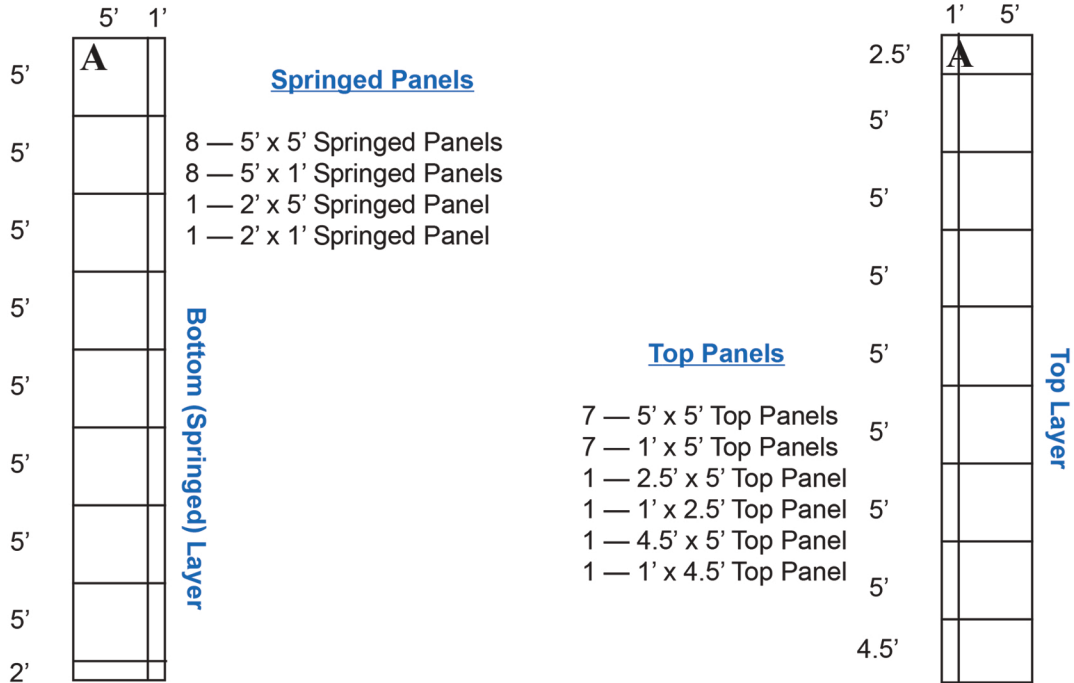 5’ 1’
A
5’
5’
5’
5’
5’
5’
5’
5’
2’
Springed Panels
8 — 5’ x 5’ Springed Panels
8 — 5’ x 1’ Springed Panels
1 — 2’ x 5’ Springed Panel
1 — 2’ x 1’ Springed Panel
Bottom (Springed) Layer
Top Panels
7 — 5’ x 5’ Top Panels
7 — 1’ x 5’ Top Panels
1 — 2.5’ x 5’ Top Panel
1 — 1’ x 2.5’ Top Panel
1 — 4.5’ x 5’ Top Panel
1 — 1’ x 4.5’ Top Panel
1’ 5’
A
2.5’
5’
5’
5’
5’
5’
5’
5’
4.5’
Top Layer